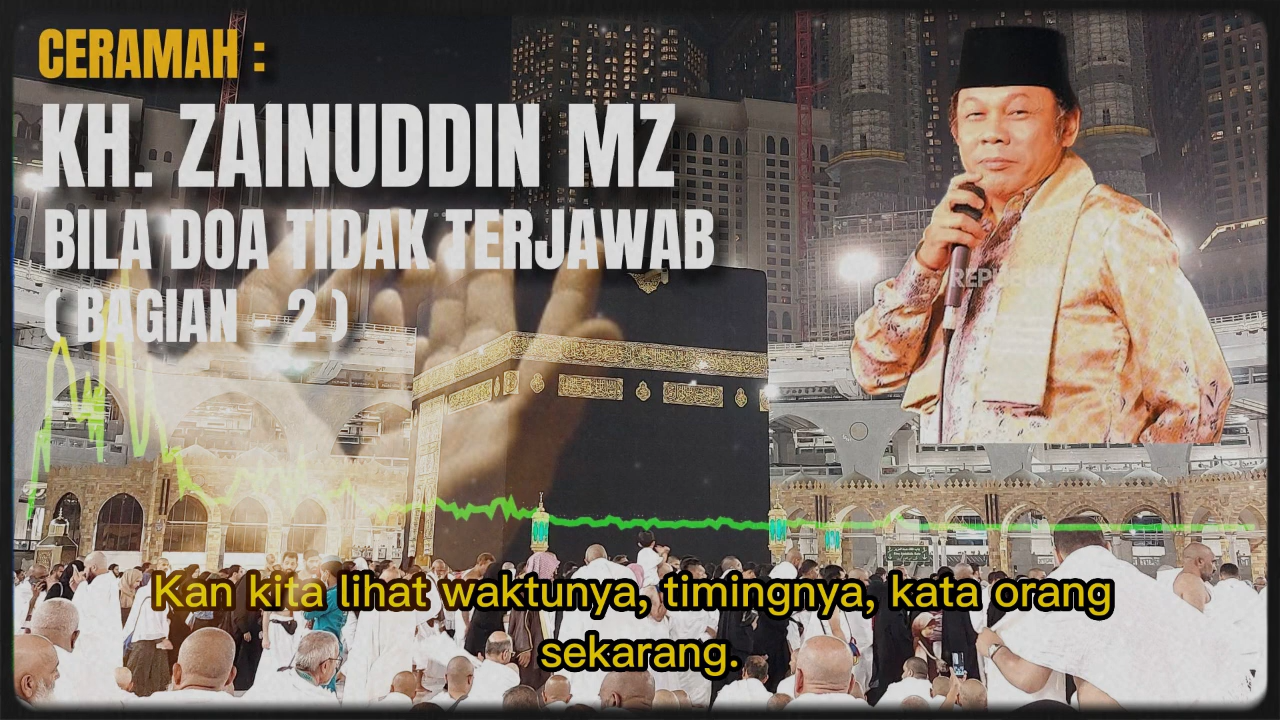 CERAMAH :
KH. ZAINUDDIN MZ
BILA DOA TIDAK TERJAWAB
( BAGIAN - 2 )
Kan kita lihat waktunya, timingnya, kata orang
sekarang.